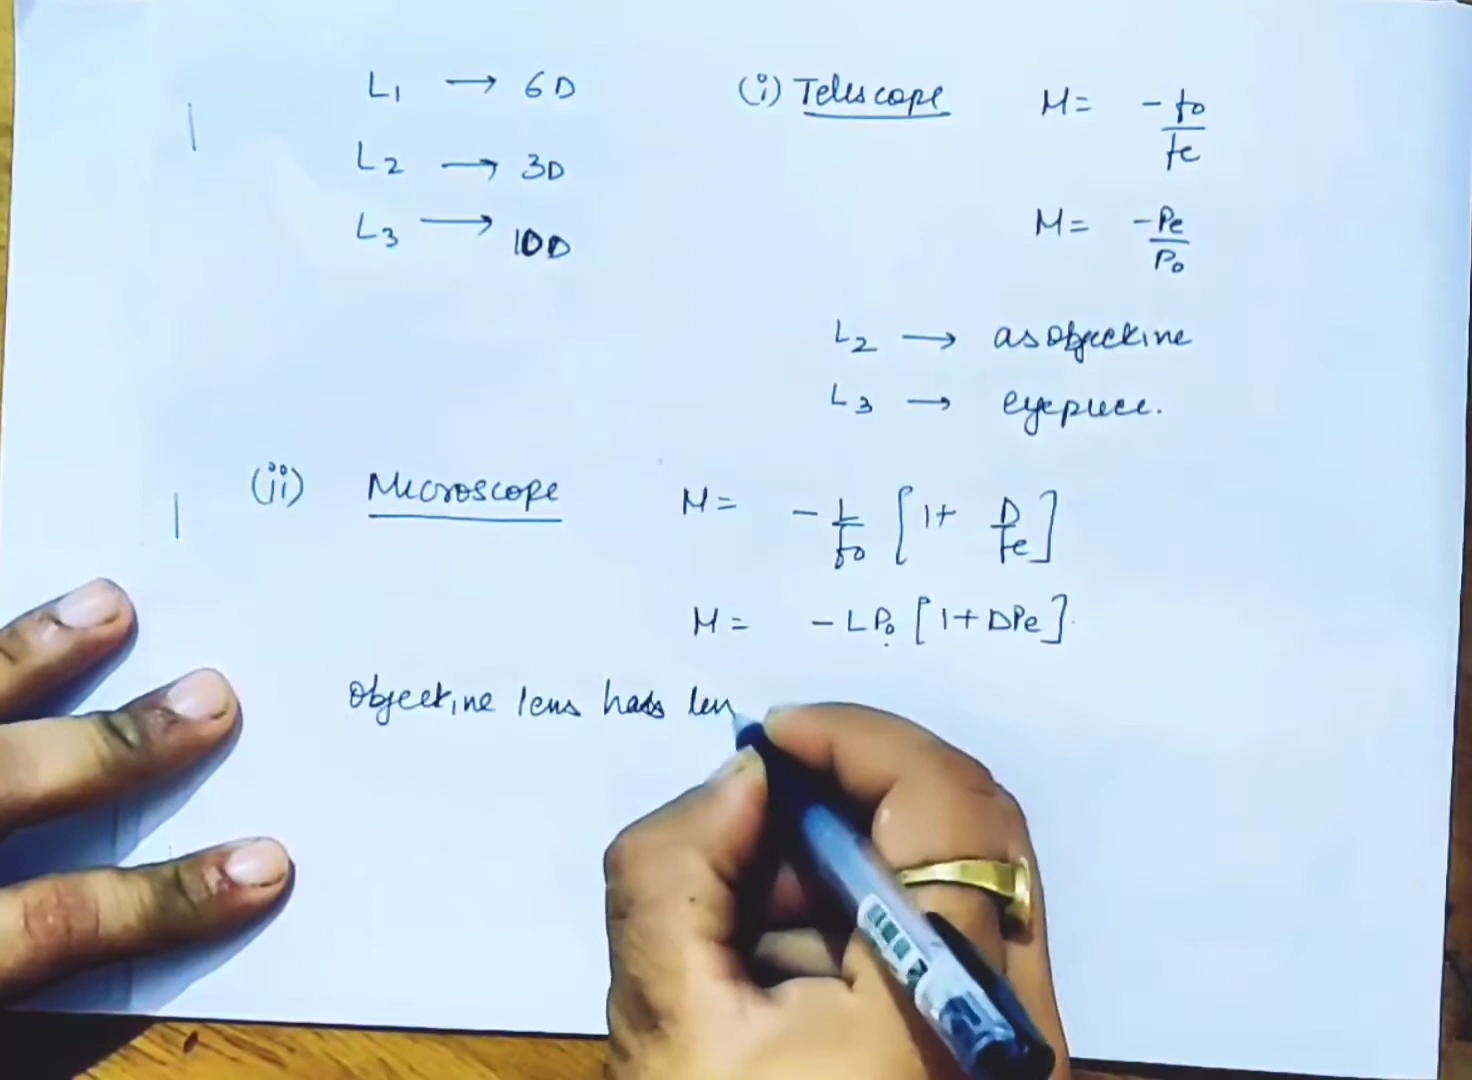 L₁ → 6D
L₂ → 3D
L₃ → 10D
(i) Telescope M = -fo/fe
M = -Pe/Po
L₂ → as objective
L₃ → eyepiece.
(ii) Microscope M = - L/fo [1+ D/fe]
M = - LPo [1+DPe]
Objective lens has len